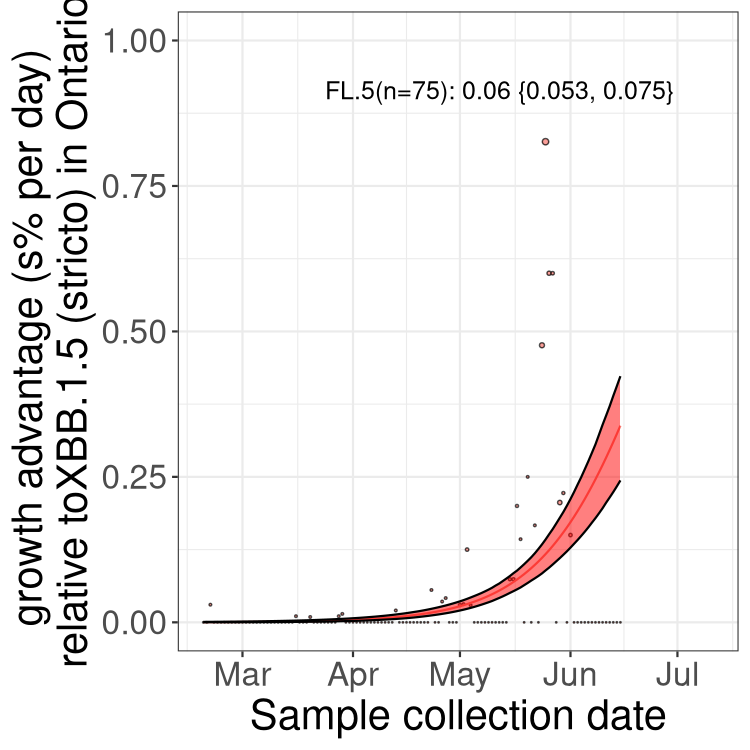 growth advantage (s% per day)
relative toXBB.1.5 (stricto) in Ontario
1.00
0.75
0.50
0.25
0.00
FL.5(n=75): 0.06 {0.053, 0.075}
Mar Apr May Jun Jul
Sample collection date